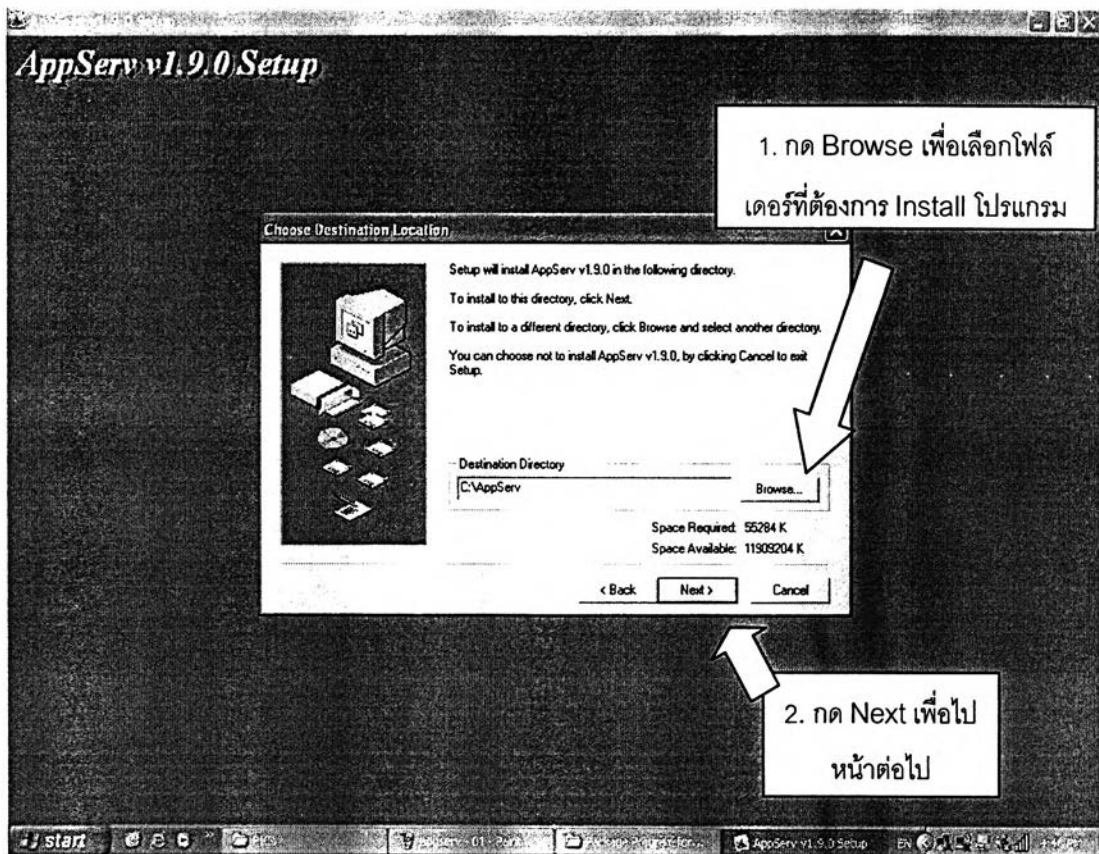 AppServ v1.9.0 Setup
1. กด Browse เพื่อเลือกโฟล์
เดอร์ที่ต้องการ Install โปรแกรม
Choose Destination Location
Setup will install AppServ v1.9.0 in the following directory.
To install to this directory, click Next.
To install to a different directory, click Browse and select another directory.
You can choose not to install AppServ v1.9.0, by clicking Cancel to exit
Setup.
Destination Directory
C:\AppServ
Browse...
Space Required: 55284 K
Space Available: 11909204 K
< Back
Next >
Cancel
2. กด Next เพื่อไป
หน้าต่อไป
start
AppServ v1.9.0 Setup
EN